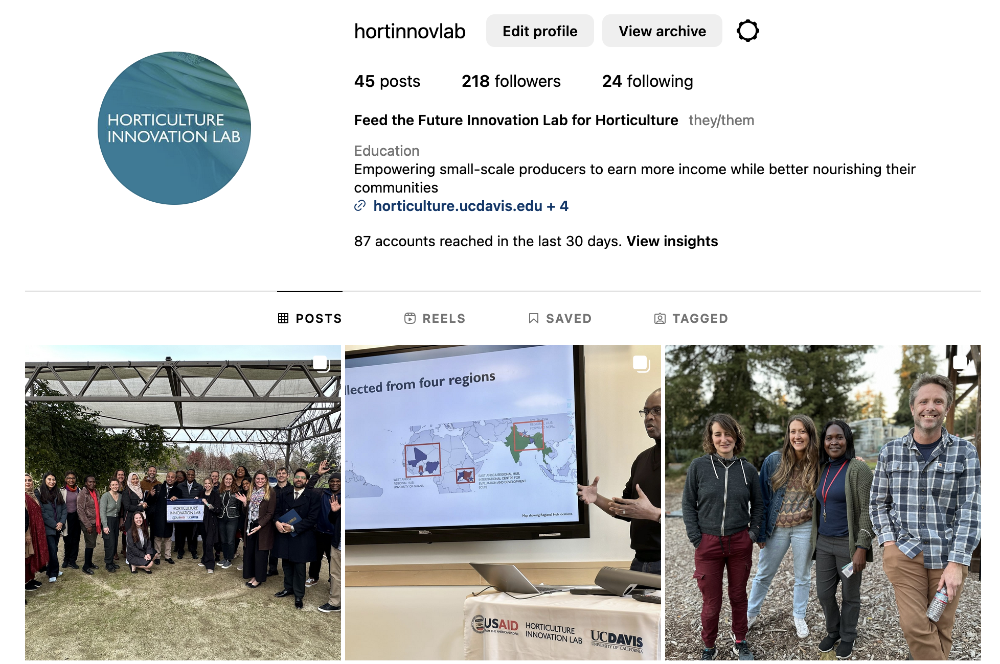 hortinnovlab
Edit profile
View archive
45 posts
218 followers
24 following
HORTICULTURE
INNOVATION LAB
Feed the Future Innovation Lab for Horticulture they/them
Education
Empowering small-scale producers to earn more income while better nourishing their
communities
horticulture.ucdavis.edu + 4
87 accounts reached in the last 30 days. View insights
POSTS
REELS
SAVED
TAGGED
HORTICULTURE
INNOVATION LAB
USAID
UC DAVIS
llected from four regions
SOUTH ASIA
REGIONAL HUB,
FORWARD NEPAL
WEST AFRICA
REGIONAL HUB,
UNIVERSITY OF GHANA
EAST AFRICA REGIONAL HUB,
INTERNATIONAL CENTRE FOR
EVALUATION AND DEVELOPMENT
(ICED)
Map showing Regional Hub locations.
Newline
USAID
FROM THE AMERICAN PEOPLE
HORTICULTURE
INNOVATION LAB
UCDAVIS
UNIVERSITY OF CALIFORNIA